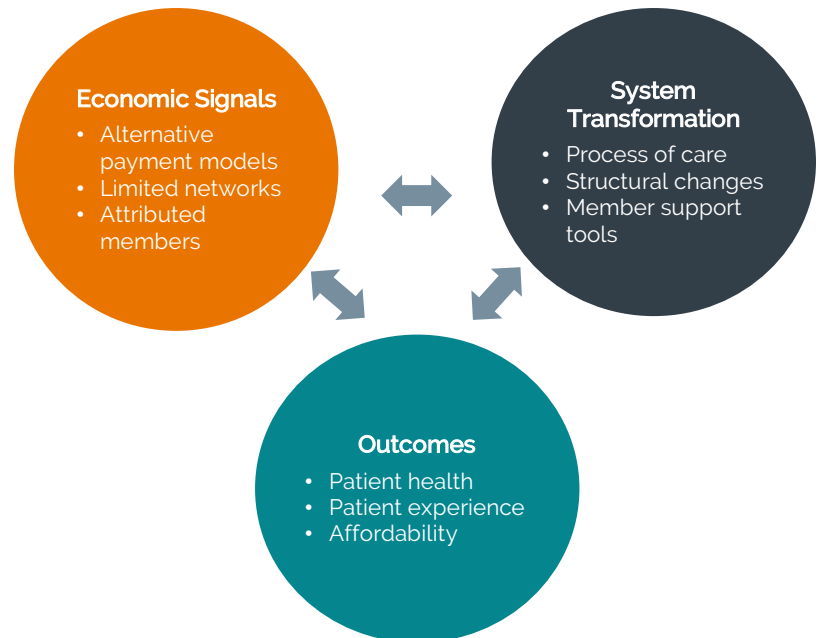 Economic Signals
• Alternative
payment models
• Limited networks
• Attributed
members
System
Transformation
• Process of care
• Structural changes
• Member support
tools
Outcomes
• Patient health
• Patient experience
• Affordability